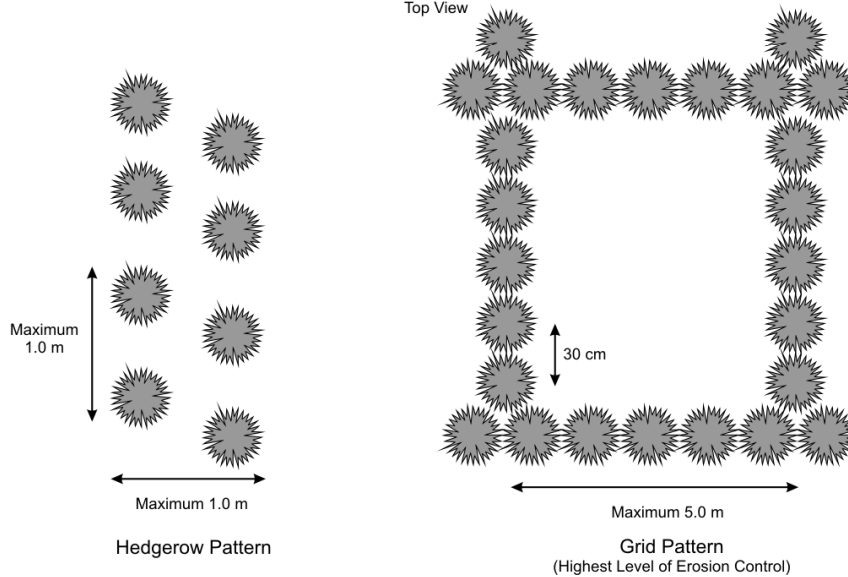 Top View
Maximum
1.0 m
30 cm
Maximum 1.0 m
Maximum 5.0 m
Hedgerow Pattern
Grid Pattern
(Highest Level of Erosion Control)